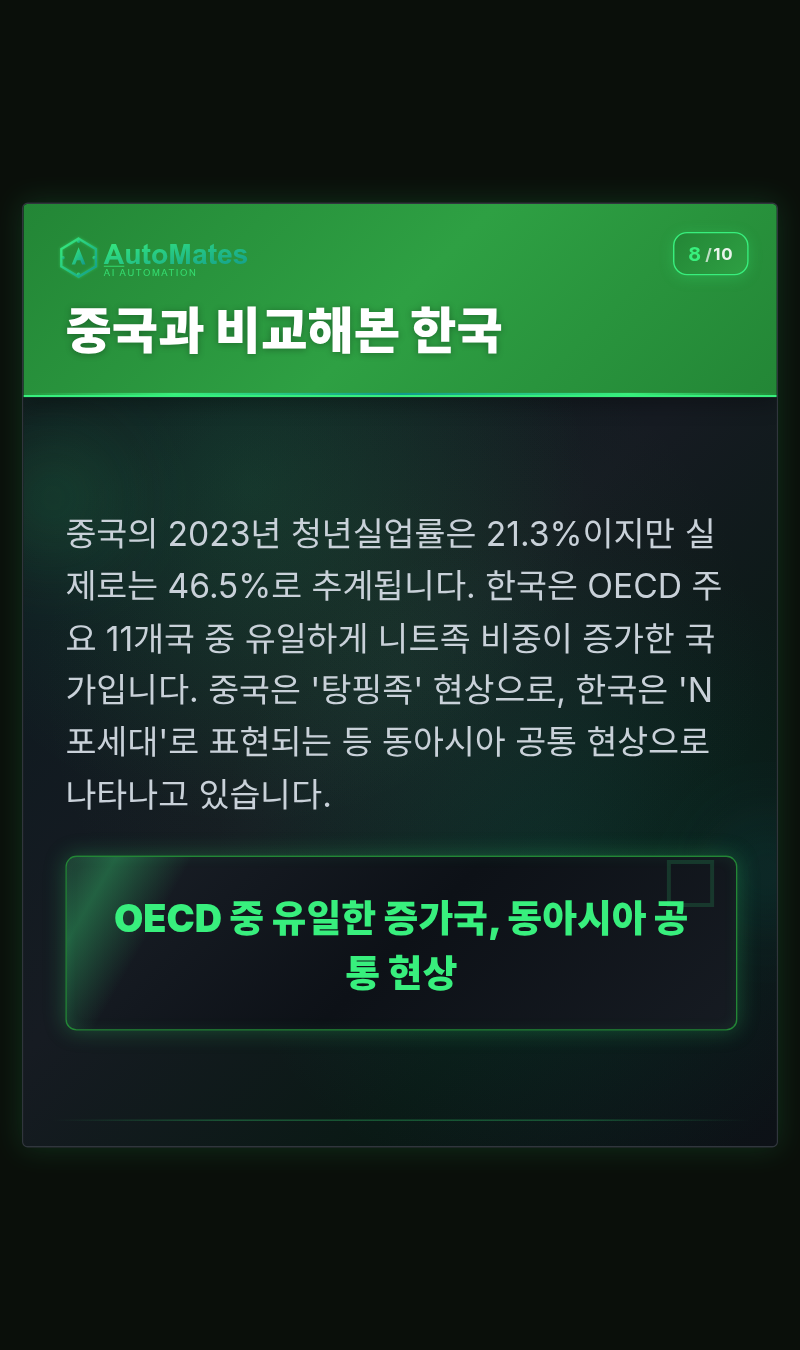 AutoMates
AI AUTOMATION
8 / 10
중국과 비교해본 한국
중국의 2023년 청년실업률은 21.3%이지만 실
제로는 46.5%로 추계됩니다. 한국은 OECD 주
요 11개국 중 유일하게 니트족 비중이 증가한 국
가입니다. 중국은 '탕핑족' 현상으로, 한국은 'N
포세대'로 표현되는 등 동아시아 공통 현상으로
나타나고 있습니다.
OECD 중 유일한 증가국, 동아시아 공
통 현상